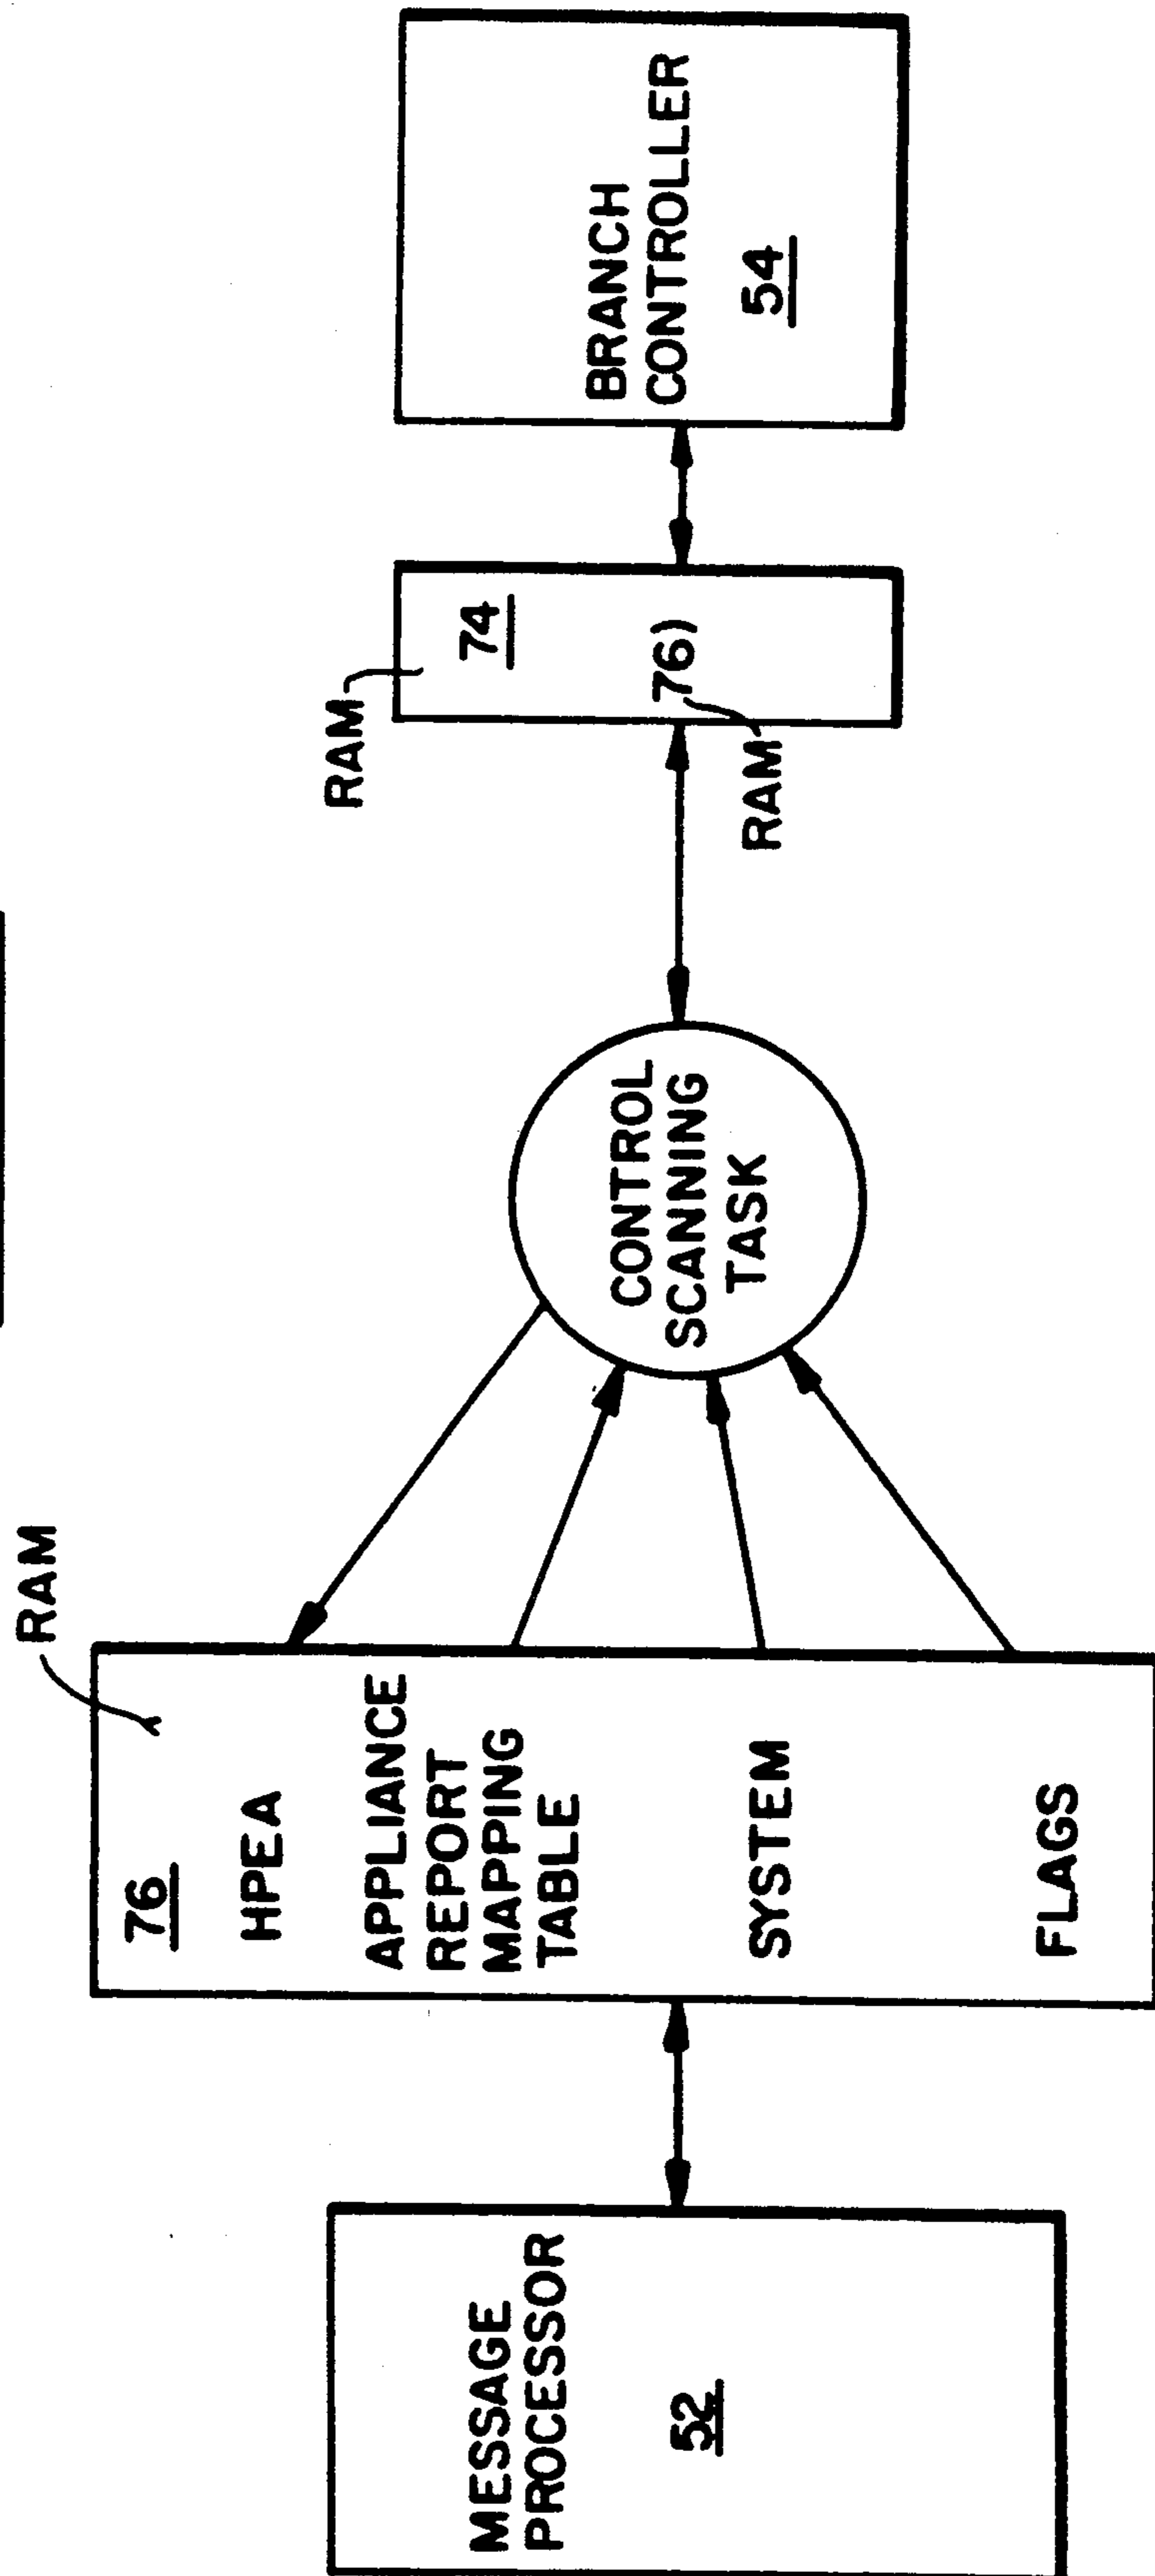 MESSAGE
PROCESSOR
52
RAM
76
HPEA
APPLIANCE
REPORT
MAPPING
TABLE
SYSTEM
FLAGS
CONTROL
SCANNING
TASK
RAM
74
76)
RAM
BRANCH
CONTROLLER
54